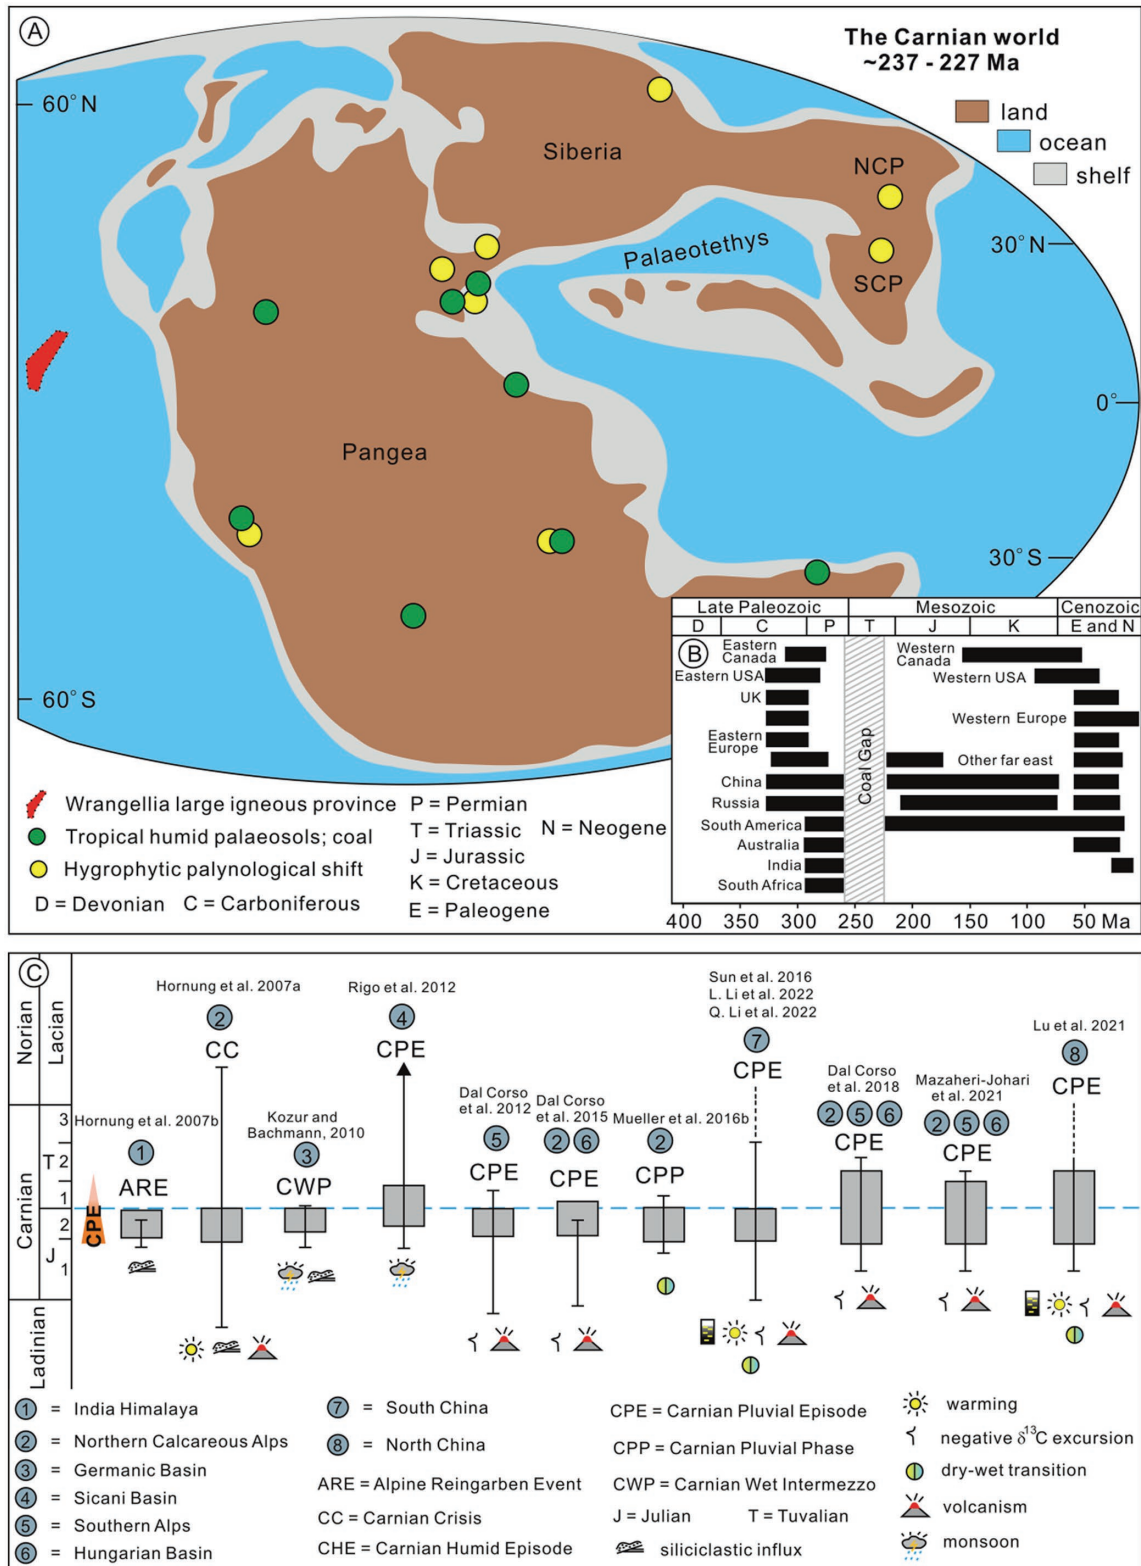 A
The Carnian world
~237 - 227 Ma
land
ocean
shelf
60°N
30°N
0°
30°S
60°S
Siberia
NCP
SCP
Palaeotethys
Pangea
Wrangellia large igneous province
Tropical humid palaeosols; coal
Hygrophytic palynological shift
D = Devonian C = Carboniferous
P = Permian
T = Triassic
J = Jurassic
K = Cretaceous
E = Paleogene
N = Neogene
B
Late Paleozoic Mesozoic Cenozoic
D C P T J K E and N
Eastern Canada
Western Canada
Eastern USA
Western USA
UK
Western Europe
Eastern Europe
Other far east
China
Russia
South America
Australia
India
South Africa
Coal Gap
400 350 300 250 200 150 100 50 Ma
C
Norian
Lacian
Carnian
3
T 2
1
2
J
1
Ladinian
CPE
Hornung et al. 2007b
1
ARE
Hornung et al. 2007a
2
CC
Kozur and
Bachmann, 2010
3
CWP
Rigo et al. 2012
4
CPE
Dal Corso
et al. 2012
5
CPE
Dal Corso
et al. 2015
2 6
CPE
Mueller et al. 2016b
2
CPP
Sun et al. 2016
L. Li et al. 2022
Q. Li et al. 2022
7
CPE
Dal Corso
et al. 2018
2 5 6
CPE
Mazaheri-Johari
et al. 2021
2 5 6
CPE
Lu et al. 2021
8
CPE
1 = India Himalaya
2 = Northern Calcareous Alps
3 = Germanic Basin
4 = Sicani Basin
5 = Southern Alps
6 = Hungarian Basin
7 = South China
8 = North China
ARE = Alpine Reingarben Event
CC = Carnian Crisis
CHE = Carnian Humid Episode
CPE = Carnian Pluvial Episode
CPP = Carnian Pluvial Phase
CWP = Carnian Wet Intermezzo
J = Julian T = Tuvalian
siliciclastic influx
warming
negative δ¹³C excursion
dry-wet transition
volcanism
monsoon